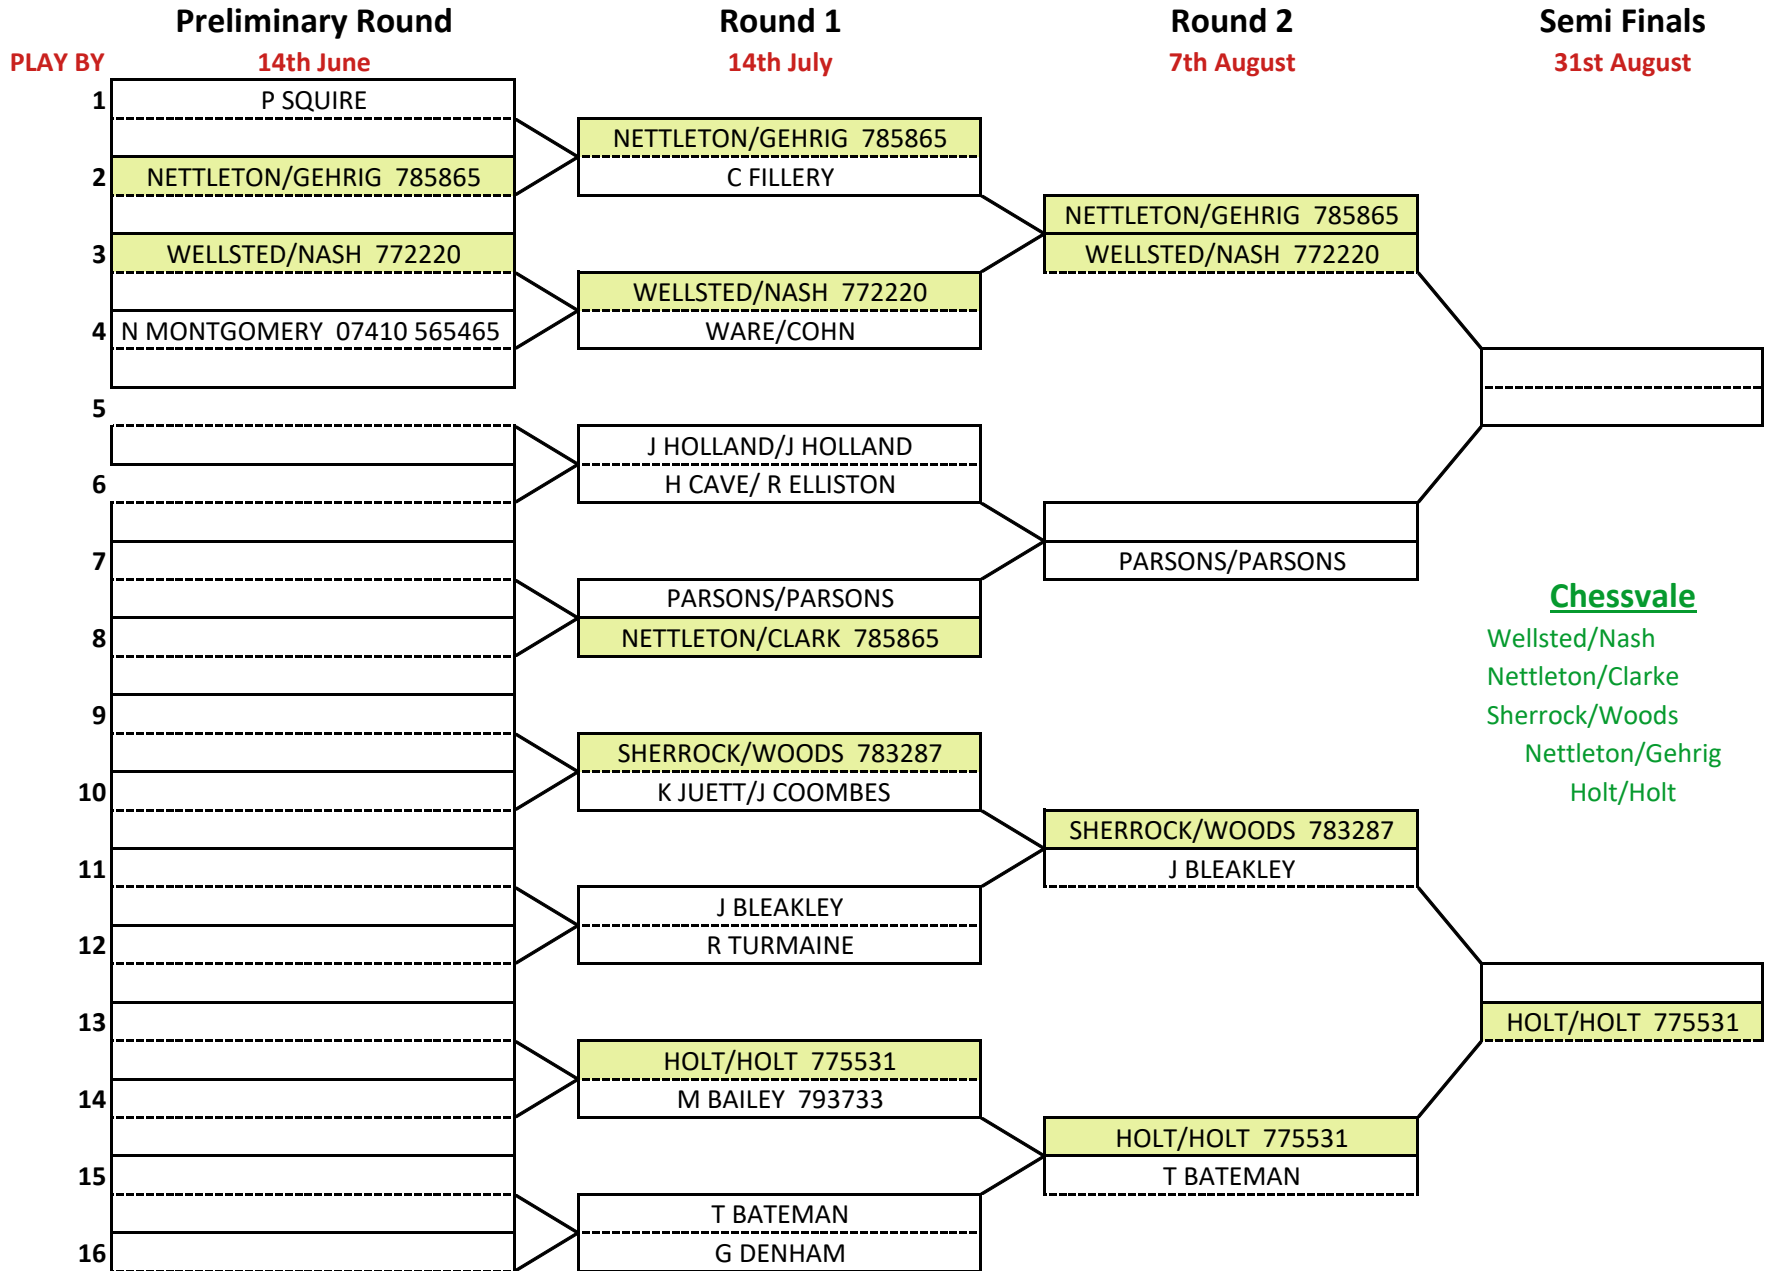 Preliminary Round Round 1 Round 2 Semi Finals
PLAY BY 14th June 14th July 7th August 31st August
1 P SQUIRE
NETTLETON/GEHRIG 785865
2 NETTLETON/GEHRIG 785865 C FILLERY
NETTLETON/GEHRIG 785865
3 WELLSTED/NASH 772220 WELLSTED/NASH 772220
WELLSTED/NASH 772220
4 N MONTGOMERY 07410 565465 WARE/COHN
5
J HOLLAND/J HOLLAND
6 H CAVE/ R ELLISTON
7 PARSONS/PARSONS
PARSONS/PARSONS Chessvale
8 NETTLETON/CLARK 785865 Wellsted/Nash
Nettleton/Clarke
9 Sherrock/Woods
SHERROCK/WOODS 783287 Nettleton/Gehrig
10 K JUETT/J COOMBES Holt/Holt
SHERROCK/WOODS 783287
11 J BLEAKLEY
J BLEAKLEY
12 R TURMAINE
13 HOLT/HOLT 775531
HOLT/HOLT 775531
14 M BAILEY 793733
HOLT/HOLT 775531
15 T BATEMAN
T BATEMAN
16 G DENHAM